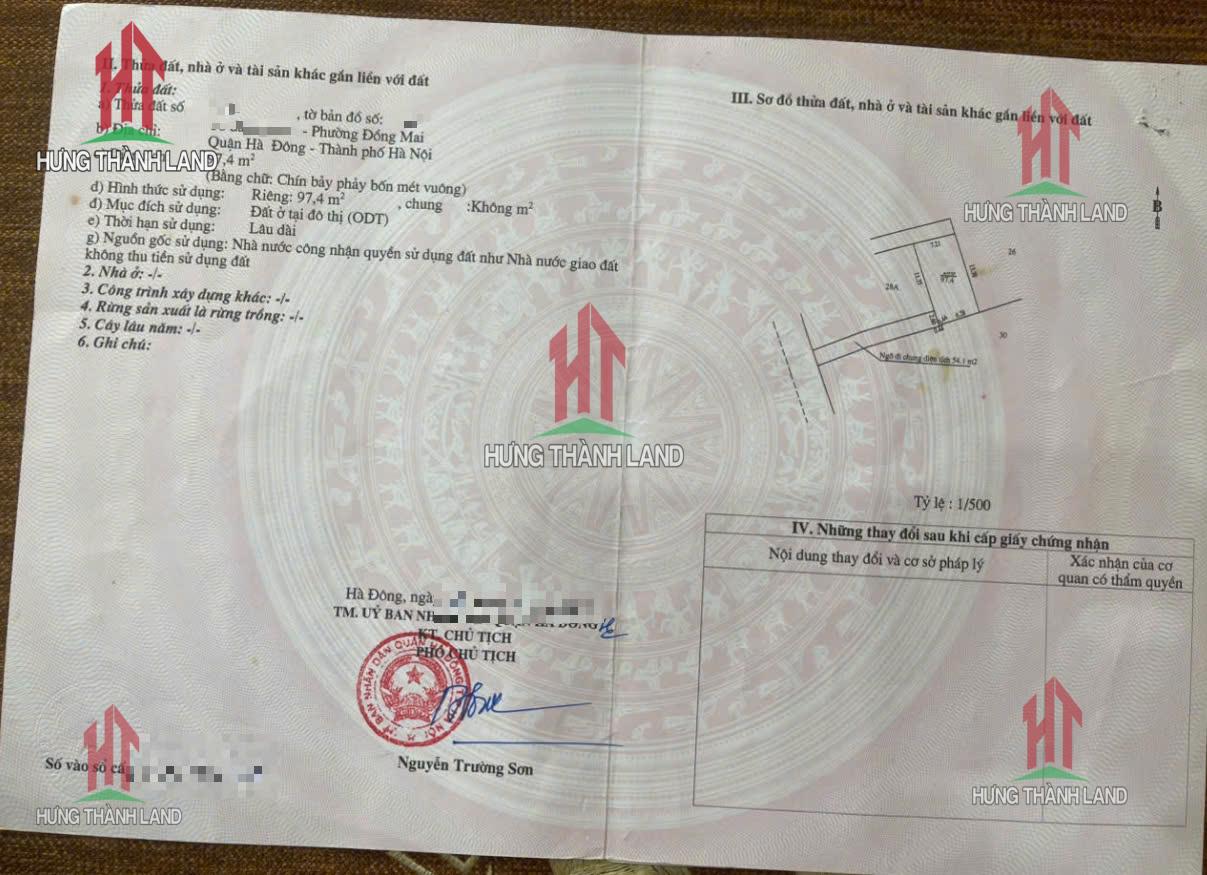 II. Thửa đất, nhà ở và tài sản khác gắn liền với đất
1. Thửa đất:
a) Thửa đất số , tờ bản đồ số:
b) Địa chỉ: - Phường Đồng Mai
Quận Hà Đông - Thành phố Hà Nội
7,4 m²
(Bằng chữ: Chín bảy phảy bốn mét vuông)
d) Hình thức sử dụng: Riêng: 97,4 m² , chung :Không m²
đ) Mục đích sử dụng: Đất ở tại đô thị (ODT)
e) Thời hạn sử dụng: Lâu dài
g) Nguồn gốc sử dụng: Nhà nước công nhận quyền sử dụng đất như Nhà nước giao đất
không thu tiền sử dụng đất
2. Nhà ở: -/-
3. Công trình xây dựng khác: -/-
4. Rừng sản xuất là rừng trồng: -/-
5. Cây lâu năm: -/-
6. Ghi chú:
Hà Đông, ngà
TM. UỶ BAN NH
KT. CHỦ TỊCH
PHÓ CHỦ TỊCH
Nguyễn Trường Sơn
Số vào sổ cấ
III. Sơ đồ thửa đất, nhà ở và tài sản khác gắn liền với đất
B
7.21
26
97,4
28A
30
Ngõ đi chung diện tích 54,1 m2
Tỷ lệ : 1/500
IV. Những thay đổi sau khi cấp giấy chứng nhận
Nội dung thay đổi và cơ sở pháp lý
Xác nhận của cơ
quan có thẩm quyền
HƯNG THÀNH LAND
HƯNG THÀNH LAND
HƯNG THÀNH LAND
HƯNG THÀNH LAND
HƯNG THÀNH LAND